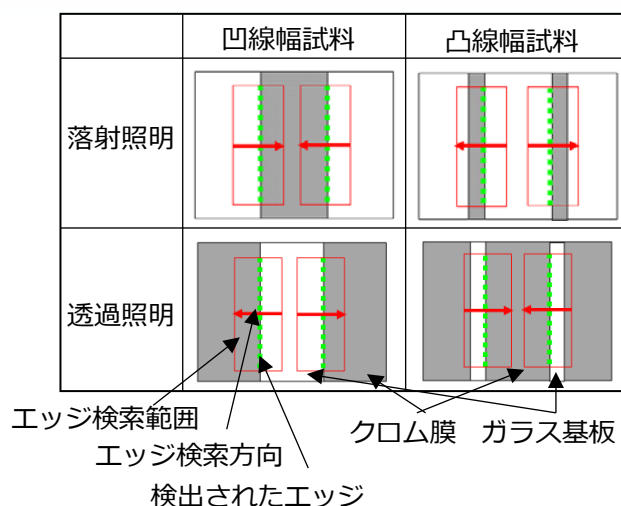 凹線幅試料 凸線幅試料
落射照明
透過照明
エッジ検索範囲
クロム膜 ガラス基板
エッジ検索方向
検出されたエッジ